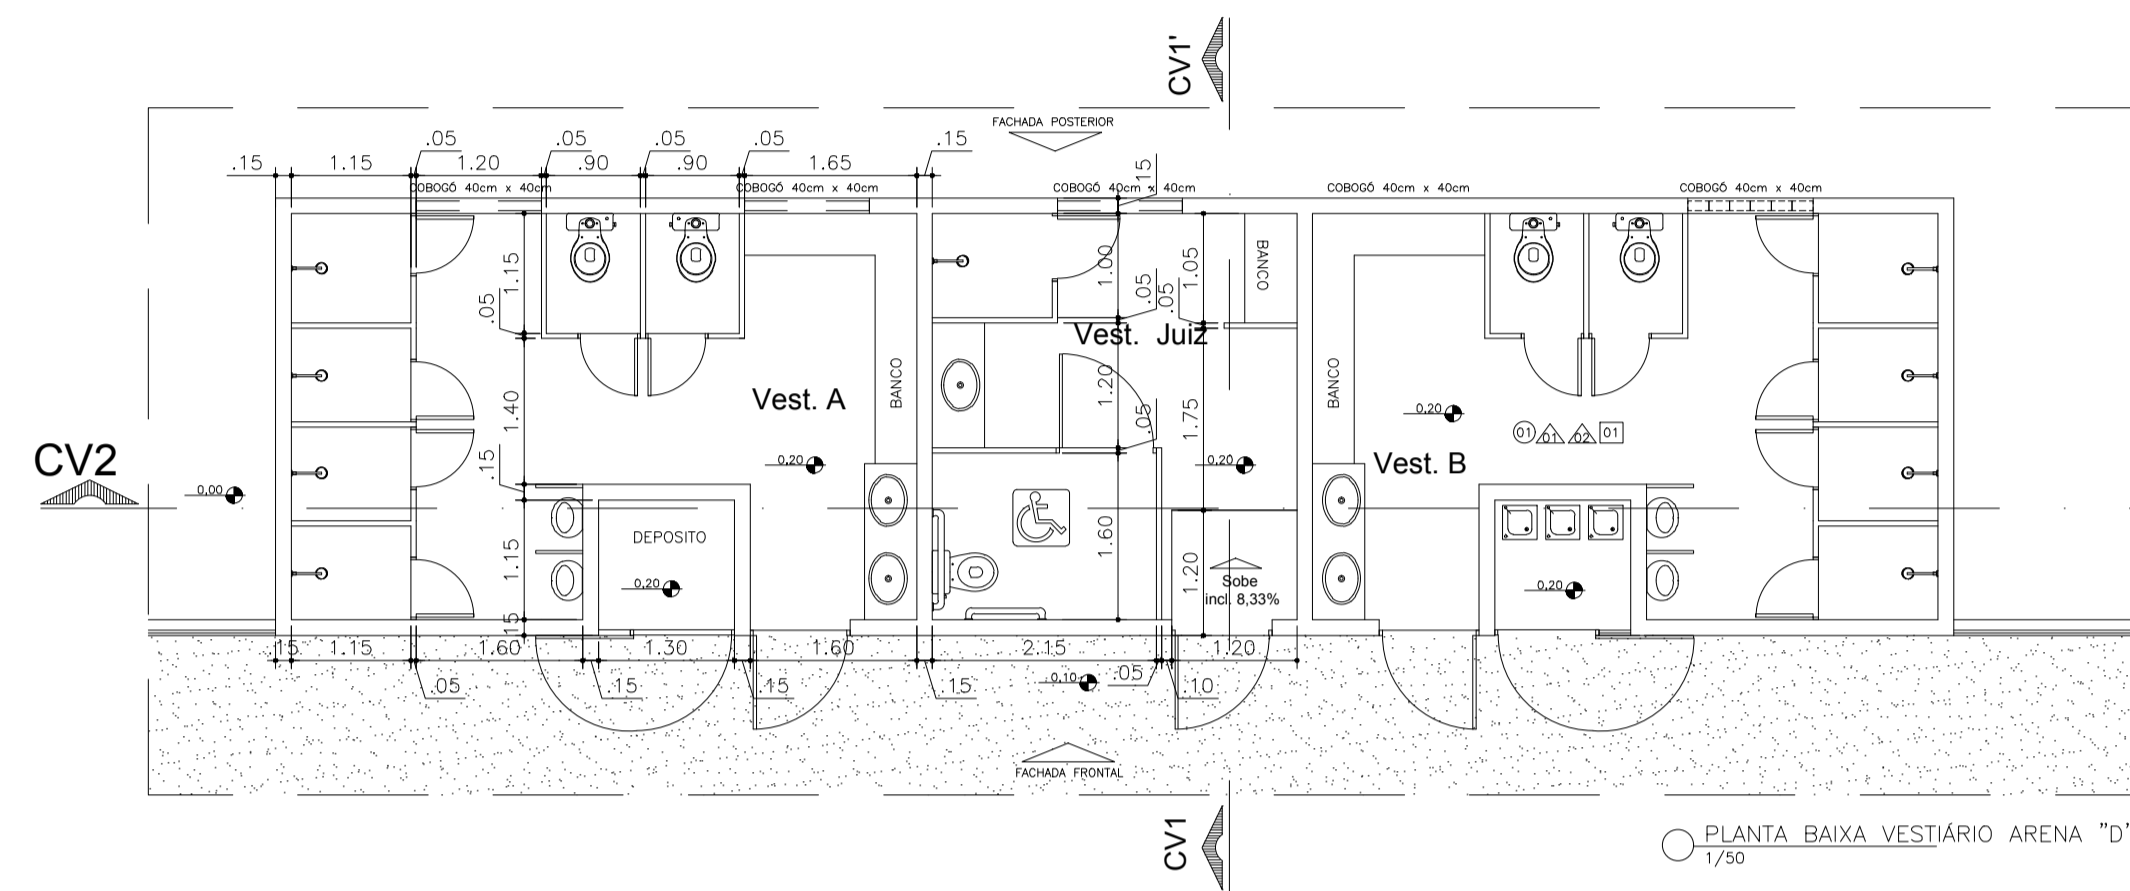 CV1'
FACHADA POSTERIOR
.05 .05 .05 .05 .15
.15 1.15 1.20 .90 .90 1.65 .15
COBOGÓ 40cm x 40cm COBOGÓ 40cm x 40cm COBOGÓ 40cm x 40cm COBOGÓ 40cm x 40cm COBOGÓ 40cm x 40cm
1.15 1.00 1.05 BANCO
.05 .05 .05
Vest. Juiz
1.40 Vest. A BANCO 1.20 1.75 BANCO 0,20
.05 01 01 02 01
CV2 .15 0,20 0,20 Vest. B
0,00
DEPOSITO
1.15 0,20 1.60 1.20 Sobe 0,20
incl. 8,33%
.15
.15 1.15 1.60 1.30 1.60 2.15 1.20
.05 .15 .15 .15 0,10 .05 .10
FACHADA FRONTAL
CV1
PLANTA BAIXA VESTIÁRIO ARENA "D"
1/50